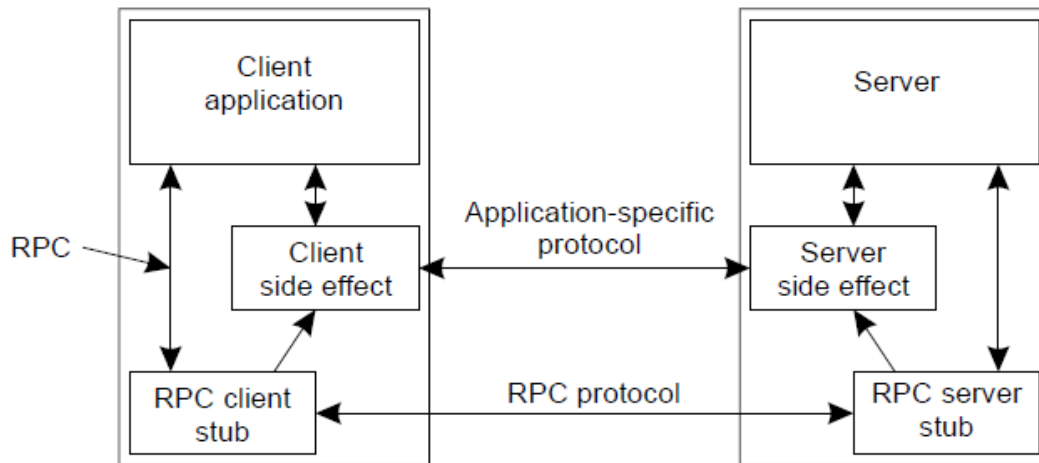 Client
application
Server
Application-specific
protocol
RPC
Client
side effect
Server
side effect
RPC client
stub
RPC protocol
RPC server
stub